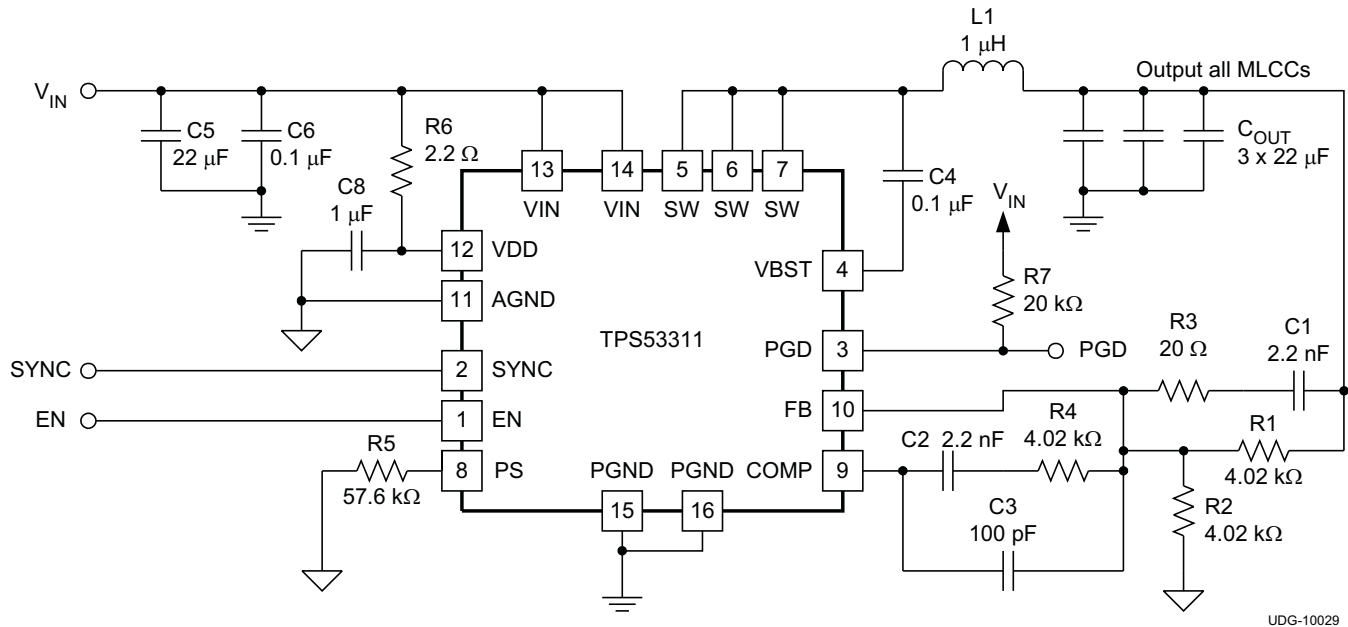 L1
1 µH
Output all MLCCs
V_IN
C5
22 µF
C6
0.1 µF
R6
2.2 Ω
C_OUT
3 x 22 µF
C8
1 µF
13
14
5
6
7
VIN
VIN
SW
SW
SW
C4
0.1 µF
V_IN
12
VDD
VBST
4
R7
20 kΩ
11
AGND
TPS53311
PGD
3
PGD
R3
20 Ω
C1
2.2 nF
SYNC
2
SYNC
FB
10
EN
1
EN
C2 2.2 nF
R4
4.02 kΩ
R1
4.02 kΩ
R5
57.6 kΩ
8
PS
PGND
PGND
COMP
9
15
16
C3
100 pF
R2
4.02 kΩ
UDG-10029